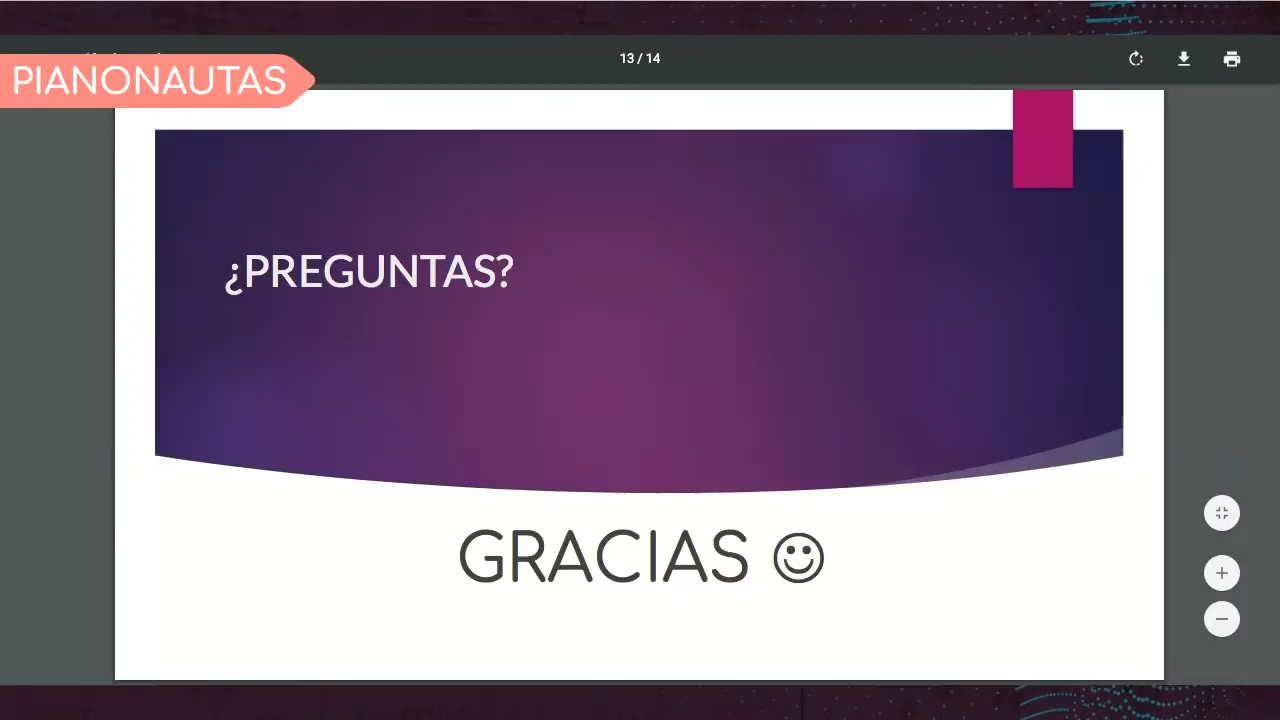 13 / 14
PIANONAUTAS
¿PREGUNTAS?
GRACIAS ☺